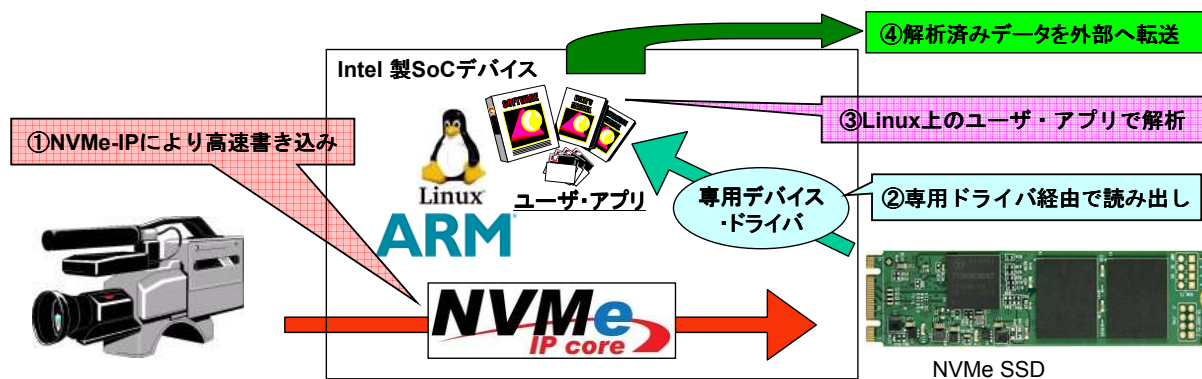 ④解析済みデータを外部へ転送
Intel 製SoCデバイス
SOFTWARE
③Linux上のユーザ・アプリで解析
①NVMe-IPにより高速書き込み
Linux
ユーザ・アプリ
専用デバイス
・ドライバ
②専用ドライバ経由で読み出し
ARM®
NVMe
IP core
NVMe SSD